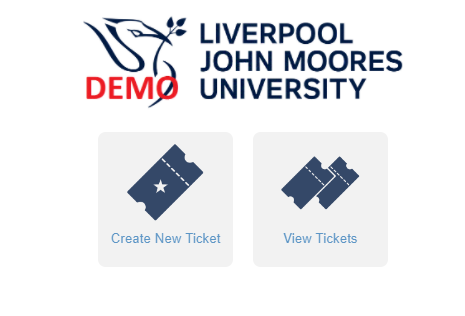 LIVERPOOL
JOHN MOORES
DEMO UNIVERSITY
Create New Ticket
View Tickets